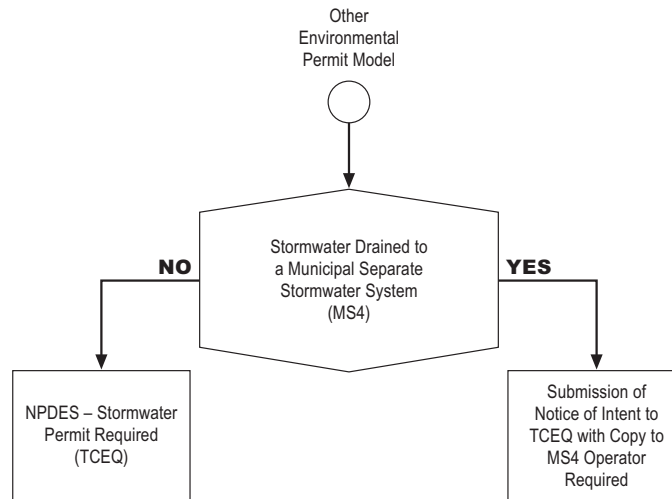 Other
Environmental
Permit Model
Stormwater Drained to
a Municipal Separate
Stormwater System
(MS4)
NO
YES
NPDES – Stormwater
Permit Required
(TCEQ)
Submission of
Notice of Intent to
TCEQ with Copy to
MS4 Operator
Required